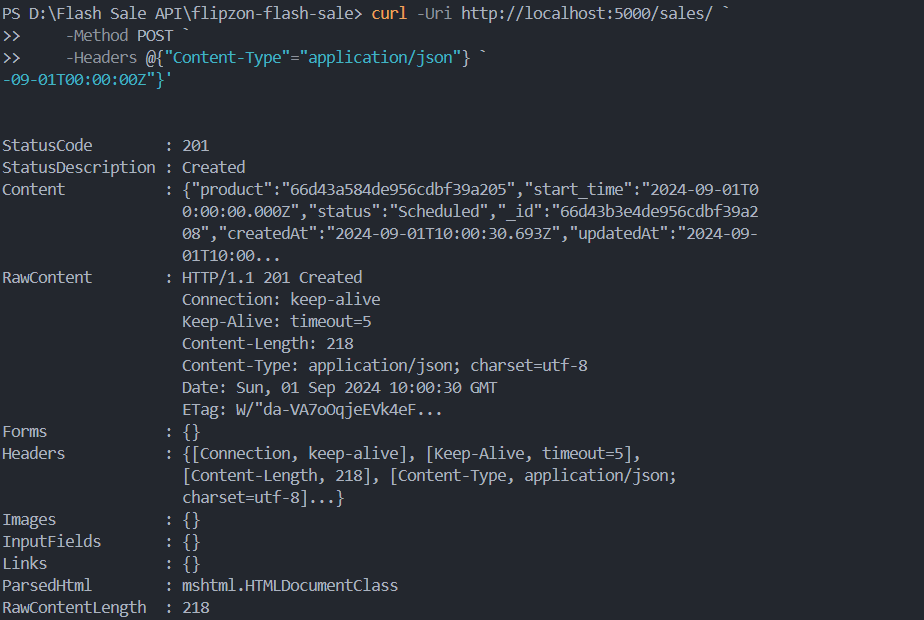 PS D:\Flash Sale API\flipzon-flash-sale> curl -Uri http://localhost:5000/sales/ `
>>     -Method POST `
>>     -Headers @{"Content-Type"="application/json"} `
-09-01T00:00:00Z"}'
StatusCode        : 201
StatusDescription : Created
Content           : {"product":"66d43a584de956cdbf39a205","start_time":"2024-09-01T0
                    0:00:00.000Z","status":"Scheduled","_id":"66d43b3e4de956cdbf39a2
                    08","createdAt":"2024-09-01T10:00:30.693Z","updatedAt":"2024-09-
                    01T10:00...
RawContent        : HTTP/1.1 201 Created
                    Connection: keep-alive
                    Keep-Alive: timeout=5
                    Content-Length: 218
                    Content-Type: application/json; charset=utf-8
                    Date: Sun, 01 Sep 2024 10:00:30 GMT
                    ETag: W/"da-VA7oOqjeEVk4eF...
Forms             : {}
Headers           : {[Connection, keep-alive], [Keep-Alive, timeout=5],
                    [Content-Length, 218], [Content-Type, application/json;
                    charset=utf-8]...}
Images            : {}
InputFields       : {}
Links             : {}
ParsedHtml        : mshtml.HTMLDocumentClass
RawContentLength  : 218